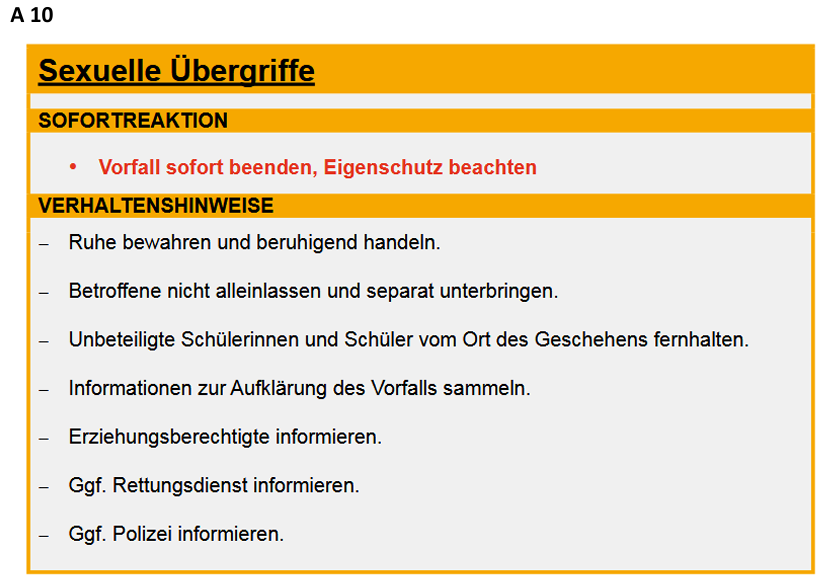 A 10
Sexuelle Übergriffe
SOFORTREAKTION
• Vorfall sofort beenden, Eigenschutz beachten
VERHALTENSHINWEISE
– Ruhe bewahren und beruhigend handeln.
– Betroffene nicht alleinlassen und separat unterbringen.
– Unbeteiligte Schülerinnen und Schüler vom Ort des Geschehens fernhalten.
– Informationen zur Aufklärung des Vorfalls sammeln.
– Erziehungsberechtigte informieren.
– Ggf. Rettungsdienst informieren.
– Ggf. Polizei informieren.